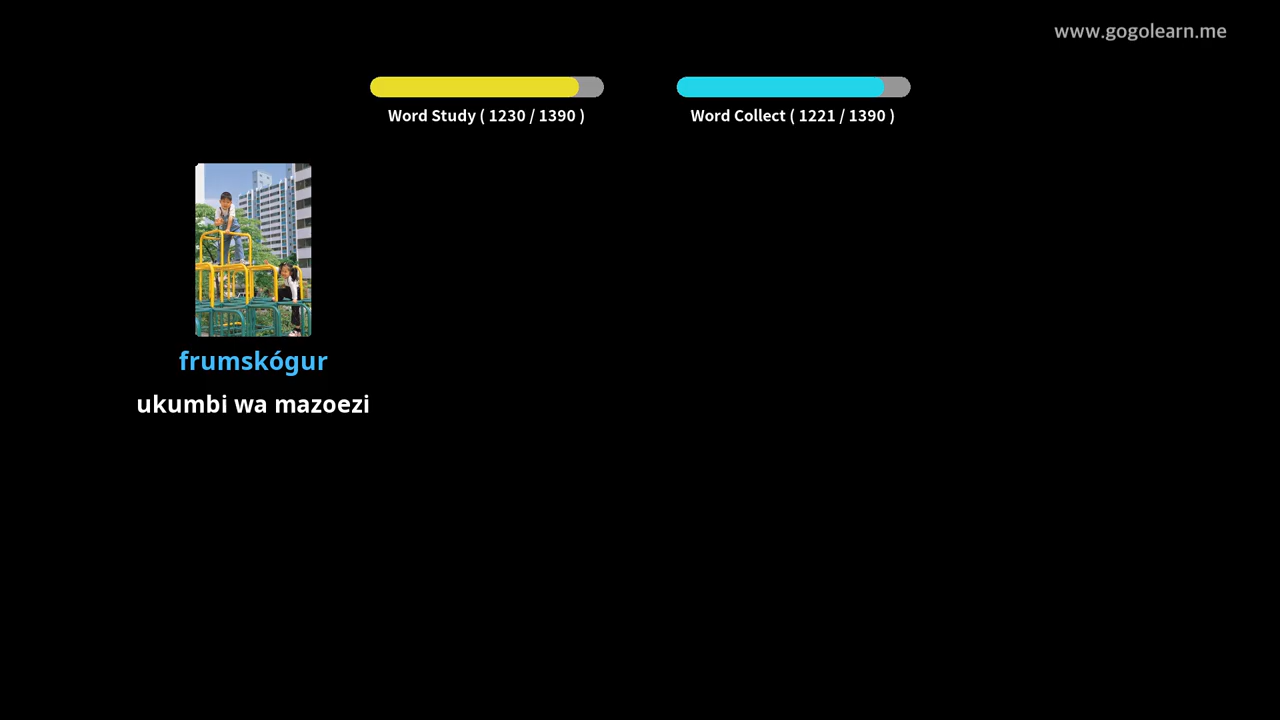 www.gogolearn.me
Word Study ( 1230 / 1390 )
Word Collect ( 1221 / 1390 )
frumskógur
ukumbi wa mazoezi